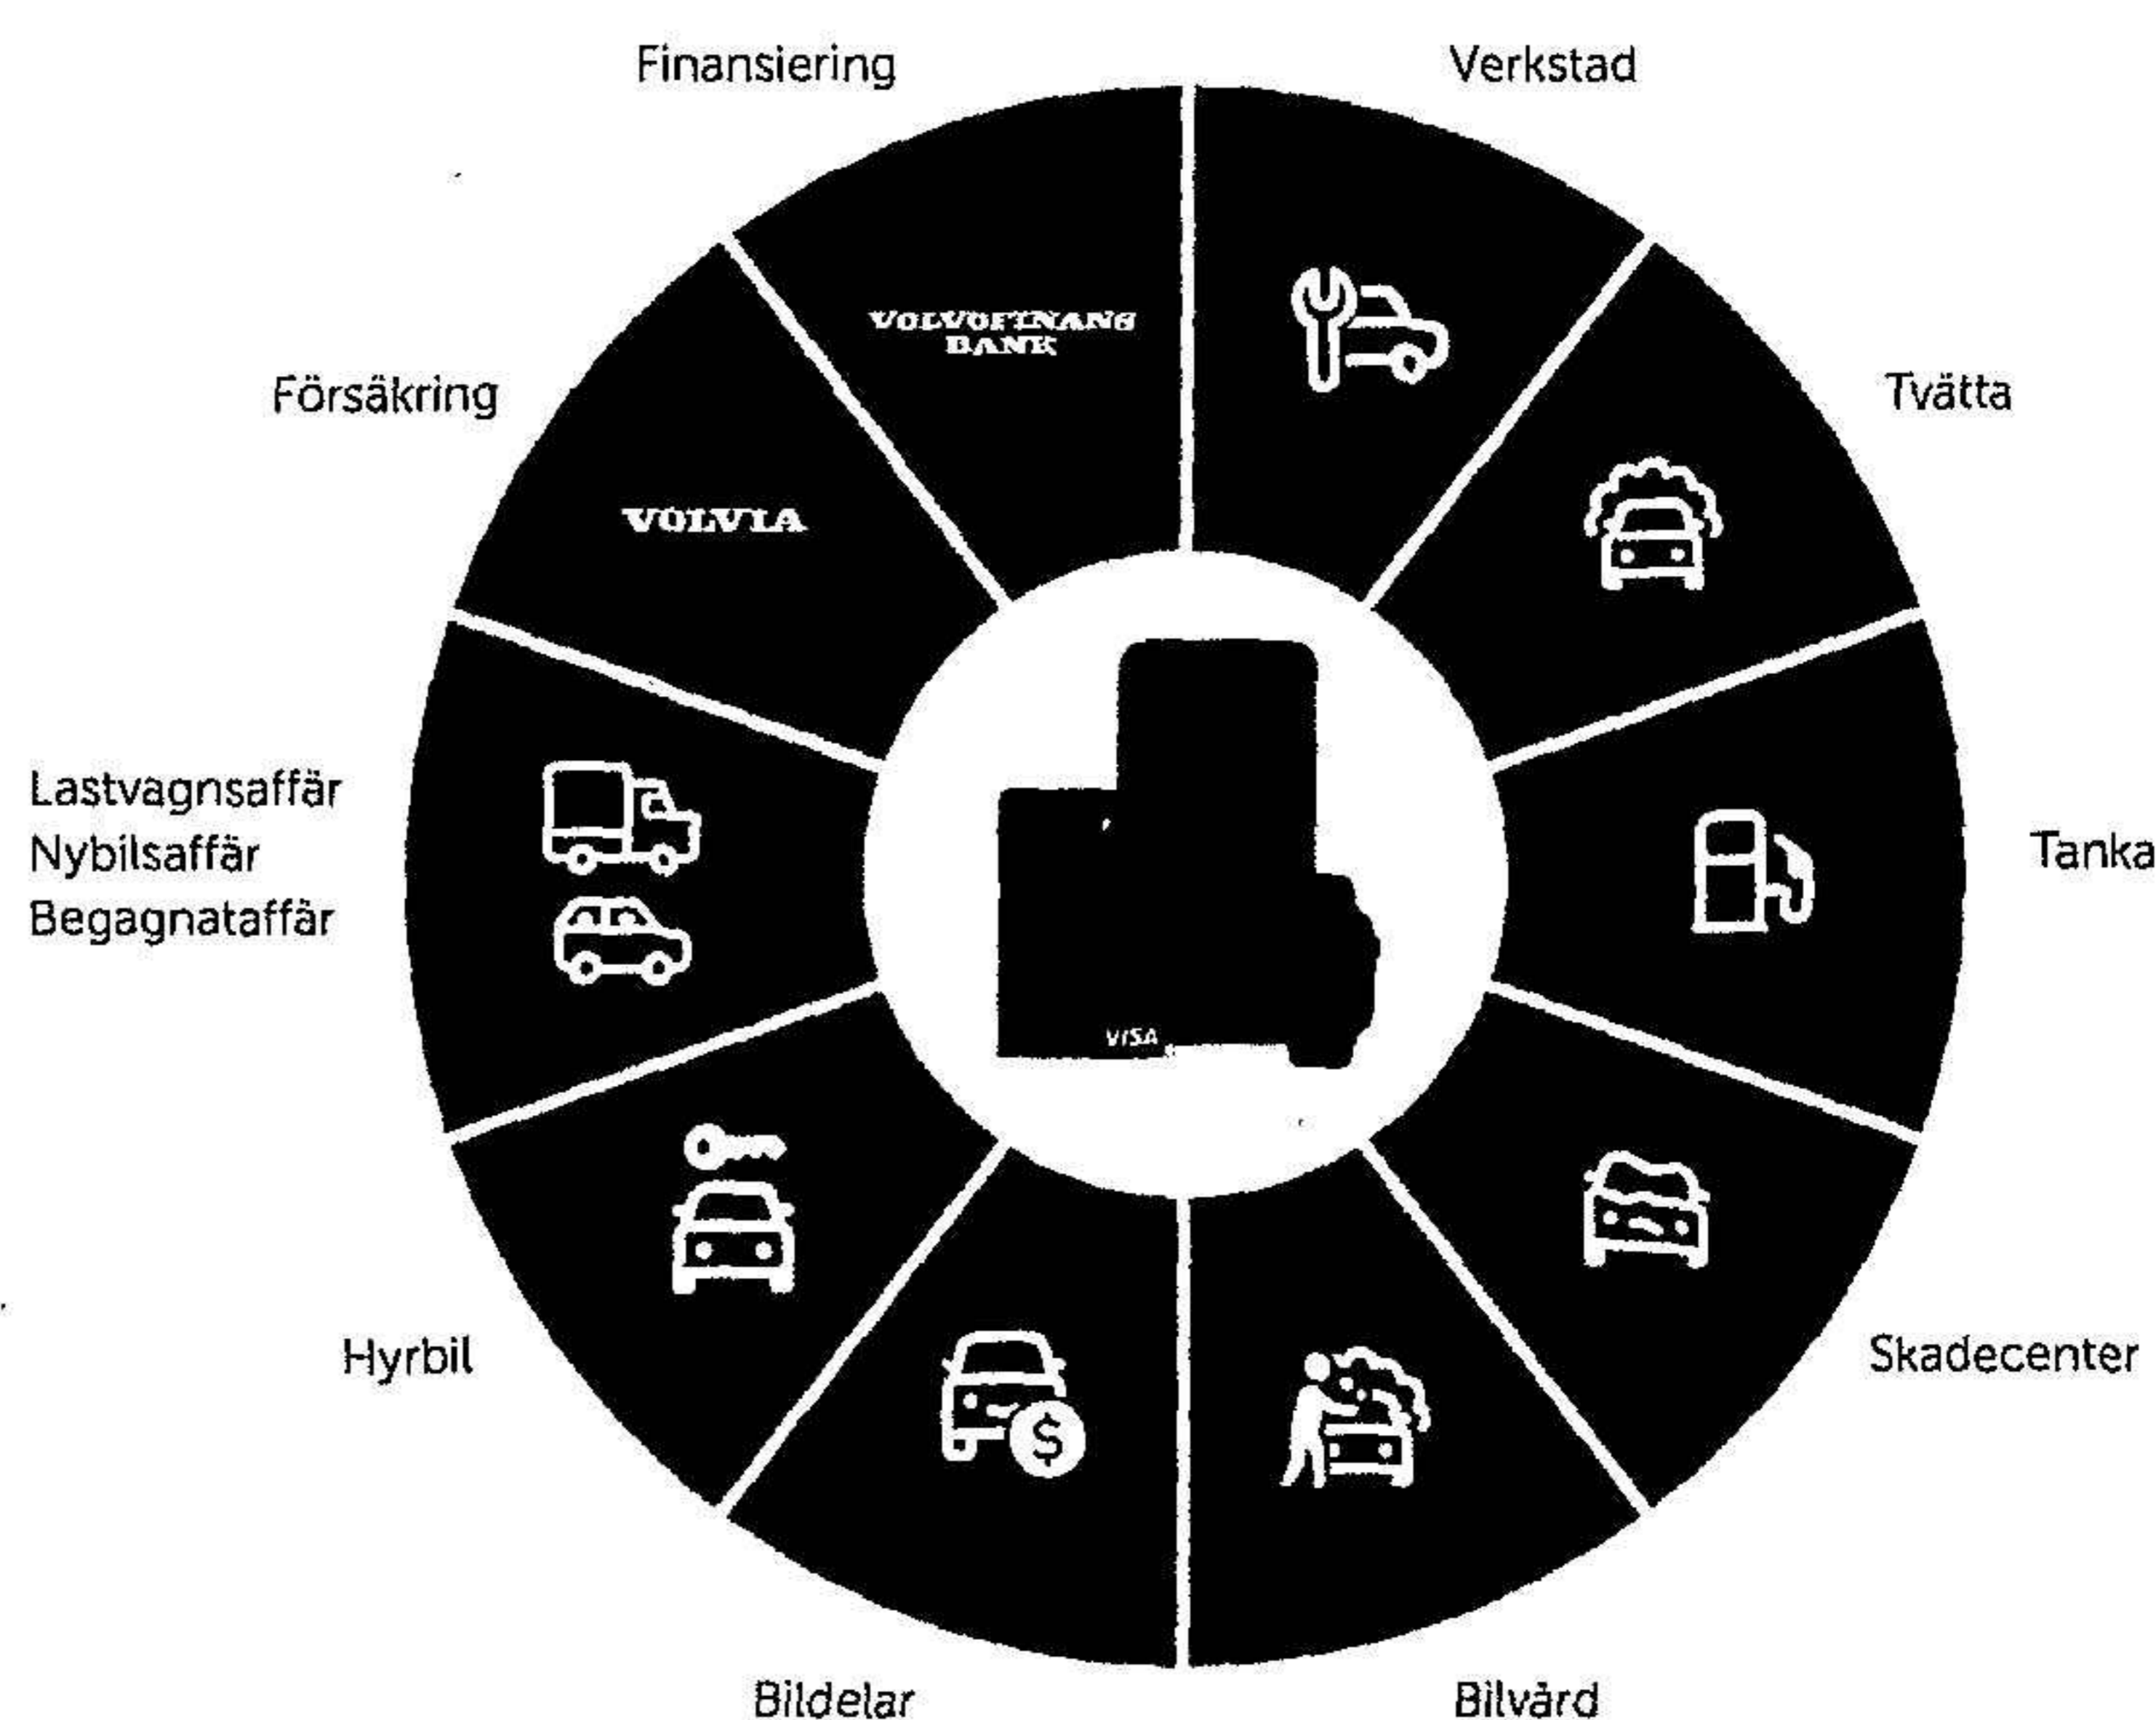 Finansiering
Verkstad
VOLVOFINANS
BANK
Försäkring
Tvätta
VOLVIA
Lastvagnsaffär
Nybilsaffär
Begagnataffär
Tanka
VISA
Hyrbil
Skadecenter
$
Bildelar
Bilvård